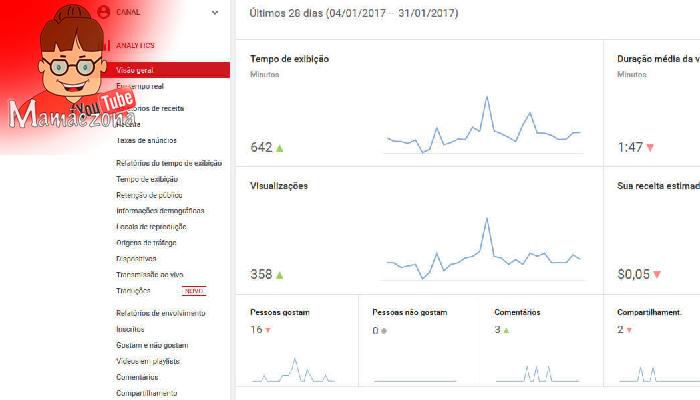 CANAL
ANALYTICS
Visão geral
Em tempo real
Relatórios de receita
Receita
Taxas de anúncios
You Tube
Mamãezona
Relatórios do tempo de exibição
Tempo de exibição
Retenção de público
Informações demográficas
Locais de reprodução
Origens de tráfego
Dispositivos
Transmissão ao vivo
Traduções NOVO
Relatórios de envolvimento
Inscritos
Gostam e não gostam
Vídeos em playlists
Comentários
Compartilhamento
Últimos 28 dias (04/01/2017 – 31/01/2017)
Tempo de exibição
Minutos
642
Duração média da v
Minutos
1:47
Visualizações
358
Sua receita estimad
$0,05
Pessoas gostam
16
Pessoas não gostam
0
Comentários
3
Compartilham.
2